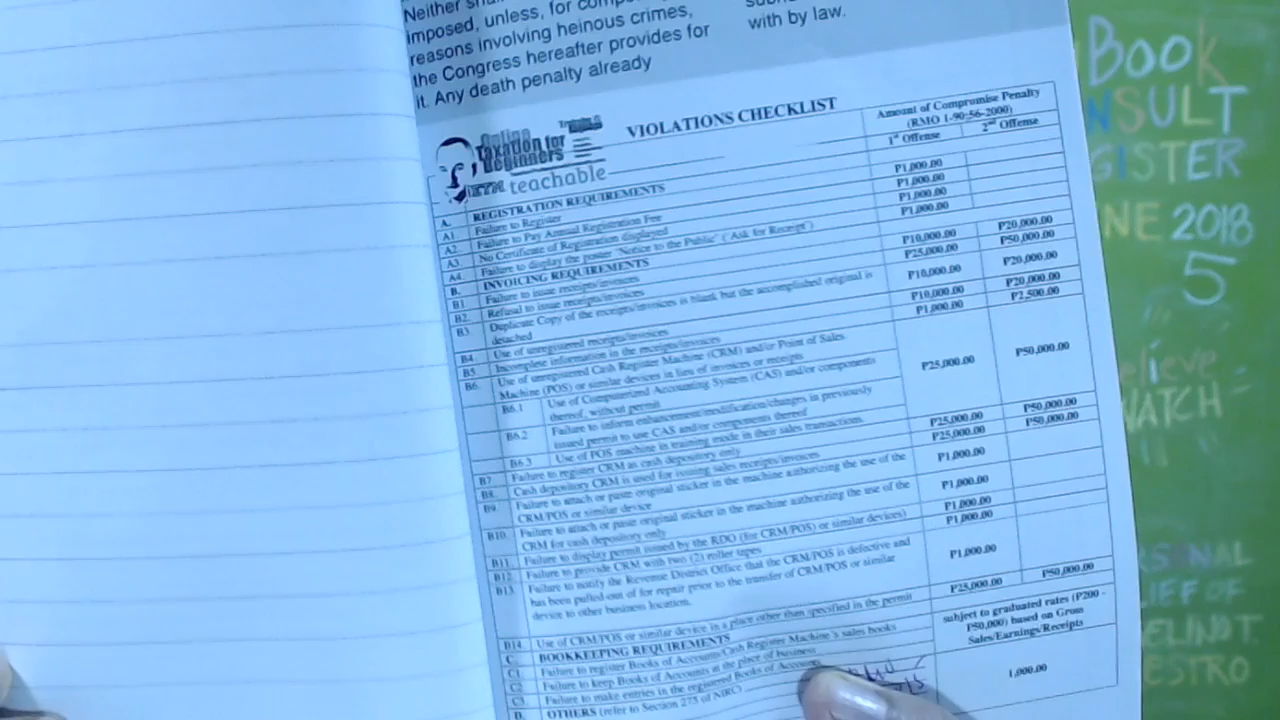 Neither
imposed, unless, for
reasons involving heinous crimes,
the Congress hereafter provides for
it. Any death penalty already
with by law.
Online
Taxation for
Beginners
teachable
VIOLATIONS CHECKLIST
Amount of Compromise Penalty
(RMO 1-90:56-2000)
1st Offense 2nd Offense
A. REGISTRATION REQUIREMENTS
A1 Failure to Register P1,000.00
A2 Failure to Pay Annual Registration Fee P1,000.00
A3 No Certificate of Registration displayed P1,000.00
A4 Failure to display the poster "Notice to the Public" ("Ask for Receipt") P1,000.00
B. INVOICING REQUIREMENTS
B1 Failure to issue receipts/invoices P10,000.00 P20,000.00
B2. Refusal to issue receipts/invoices P25,000.00 P50,000.00
B3. Duplicate Copy of the receipts/invoices is blank but the accomplished original is
detached P10,000.00 P20,000.00
B4 Use of unregistered receipts/invoices P10,000.00 P20,000.00
B5. Incomplete information in the receipts/invoices P1,000.00 P2,500.00
B6. Use of unregistered Cash Register Machine (CRM) and/or Point of Sales
Machine (POS) or similar devices in lieu of invoices or receipts P25,000.00 P50,000.00
B6.1 Use of Computerized Accounting System (CAS) and/or components
thereof, without permit
B6.2 Failure to inform enhancement/modification/changes in previously
issued permit to use CAS and/or components thereof
B6.3 Use of POS machine in training mode in their sales transactions
B7 Failure to register CRM as cash depository only P25,000.00 P50,000.00
B8. Cash depository CRM is used for issuing sales receipts/invoices P25,000.00 P50,000.00
B9. Failure to attach or paste original sticker in the machine authorizing the use of the
CRM/POS or similar device P1,000.00
B10. Failure to attach or paste original sticker in the machine authorizing the use of the
CRM for cash depository only P1,000.00
B11 Failure to display permit issued by the RDO (for CRM/POS) or similar devices) P1,000.00
B12 Failure to provide CRM with two (2) roller tapes P1,000.00
B13. Failure to notify the Revenue District Office that the CRM/POS is defective and
has been pulled-out of for repair prior to the transfer of CRM/POS or similar
device to other business location. P1,000.00
B14 Use of CRM/POS or similar device in a place other than specified in the permit P25,000.00 P50,000.00
C. BOOKKEEPING REQUIREMENTS
C1 Failure to register Books of Accounts/Cash Register Machine's sales books
C2 Failure to keep Books of Accounts at the place of business
C3 Failure to make entries in the registered Books of Accounts
subject to graduated rates (P200 -
P50,000) based on Gross
Sales/Earnings/Receipts
D. OTHERS (refer to Section 275 of NIRC) 1,000.00
Book
NSULT
GISTER
NE 2018
5
elieve
WATCH